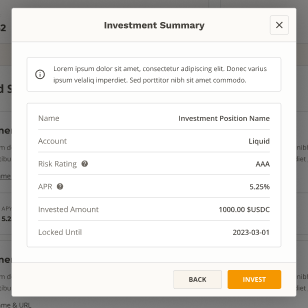 Investment Summary
Lorem ipsum dolor sit amet, consectetur adipiscing elit. Donec varius
ipsum velaliq imperdiet. Sed porttitor nibh sit amet commodo.
Name Investment Position Name
Account Liquid
Risk Rating AAA
APR 5.25%
Invested Amount 1000.00 $USDC
Locked Until 2023-03-01
BACK INVEST
ame & URL